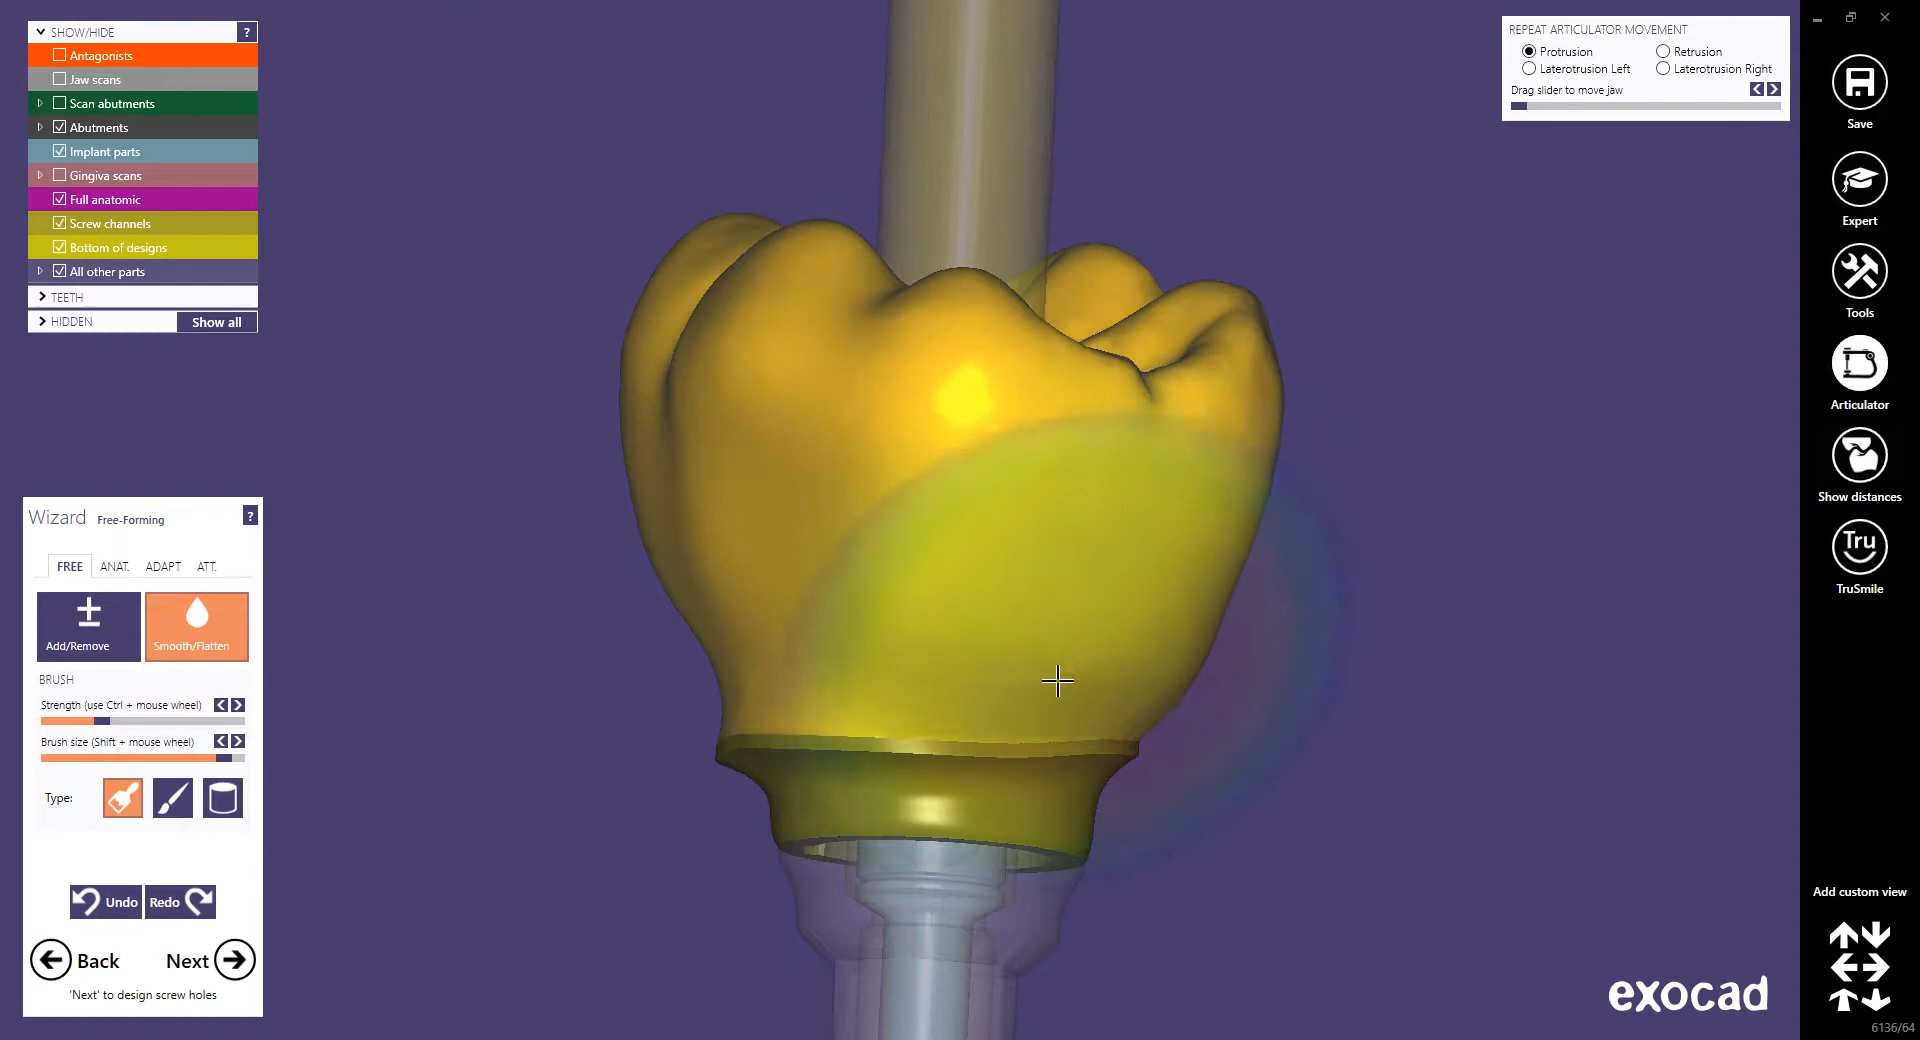 SHOW/HIDE ?
Antagonists
Jaw scans
Scan abutments
Abutments
Implant parts
Gingiva scans
Full anatomic
Screw channels
Bottom of designs
All other parts
TEETH
HIDDEN Show all
REPEAT ARTICULATOR MOVEMENT
Protrusion Retrusion
Laterotrusion Left Laterotrusion Right
Drag slider to move jaw
Save
Expert
Tools
Articulator
Show distances
Tru
TruSmile
Wizard Free-Forming ?
FREE ANAT. ADAPT ATT.
Add/Remove Smooth/Flatten
BRUSH
Strength (use Ctrl + mouse wheel)
Brush size (Shift + mouse wheel)
Type:
Undo Redo
Back Next
'Next' to design screw holes
Add custom view
exocad
6136/64